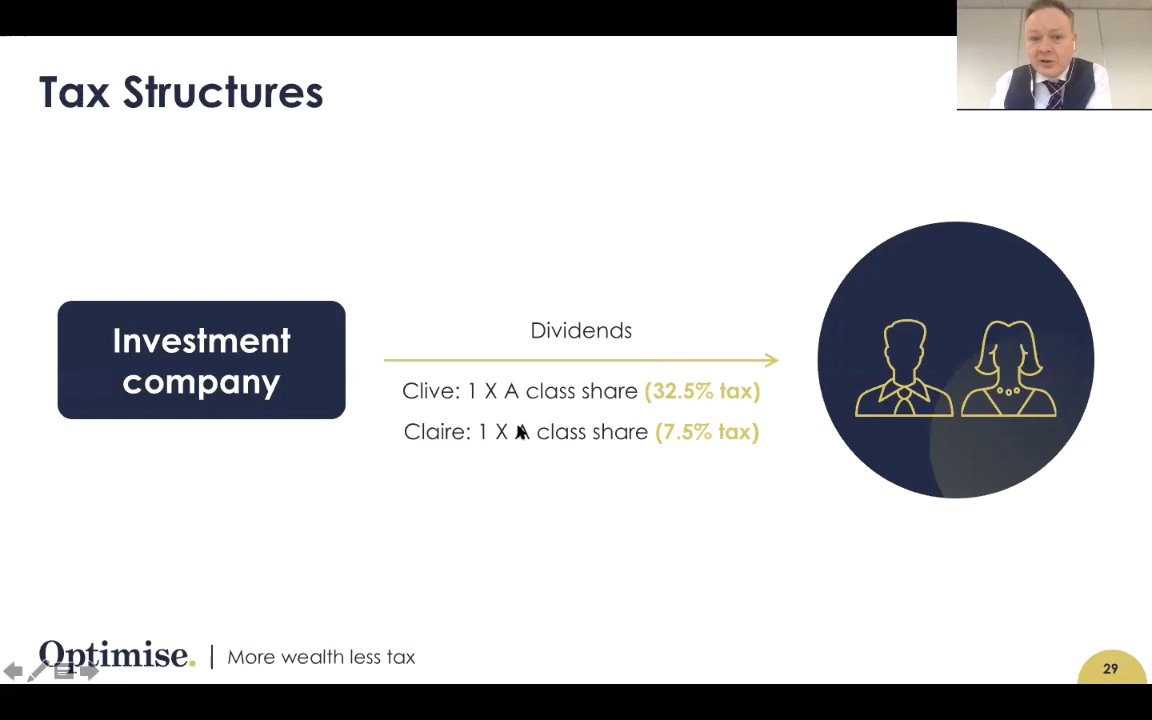 Tax Structures
Investment
company
Dividends
Clive: 1 X A class share (32.5% tax)
Claire: 1 X A class share (7.5% tax)
Optimise. | More wealth less tax
29